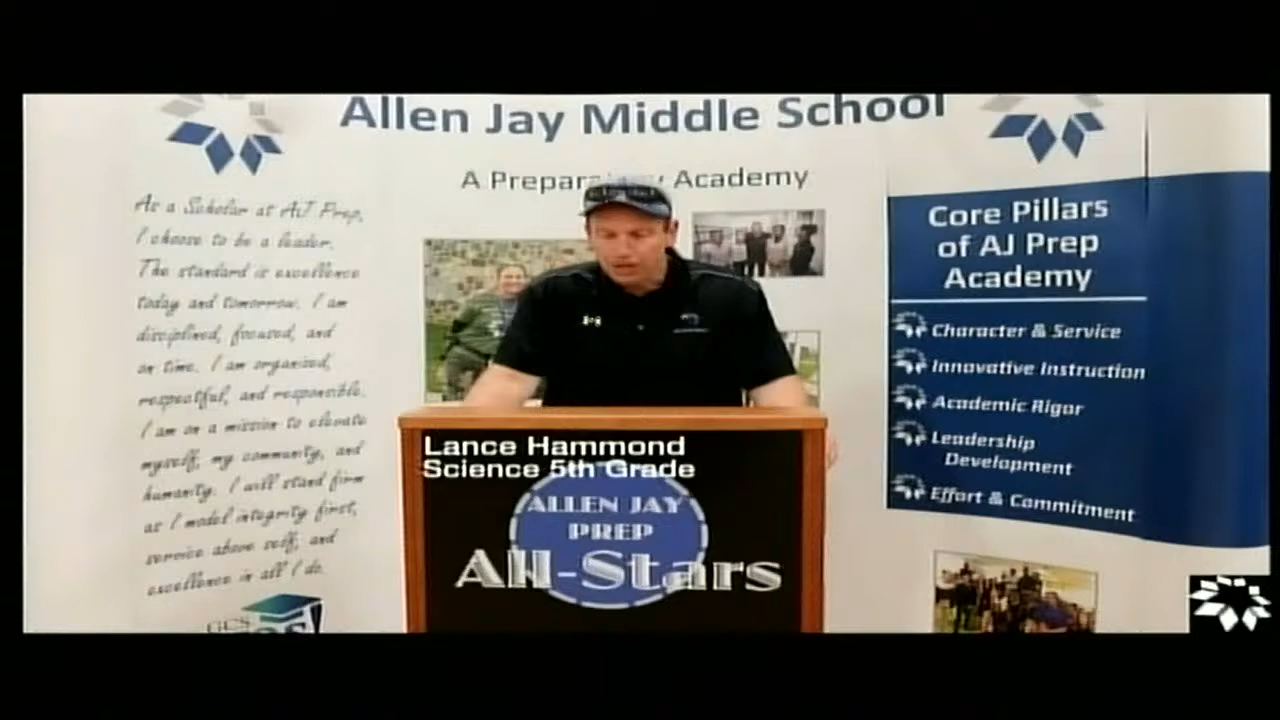 Allen Jay Middle School
A Prepara y Academy
As a Scholar at AJ Prep,
I choose to be a leader.
The standard is excellence
today and tomorrow. I am
disciplined, focused, and
on time. I am organized,
respectful, and responsible.
I am on a mission to elevate
myself, my community, and
humanity. I will stand firm
as I model integrity first,
service above self, and
excellence in all I do.
GCS
Core Pillars
of AJ Prep
Academy
Character & Service
Innovative Instruction
Academic Rigor
Leadership
Development
Effort & Commitment
Lance Hammond
Science 5th Grade
ALLEN JAY
PREP
All-Stars